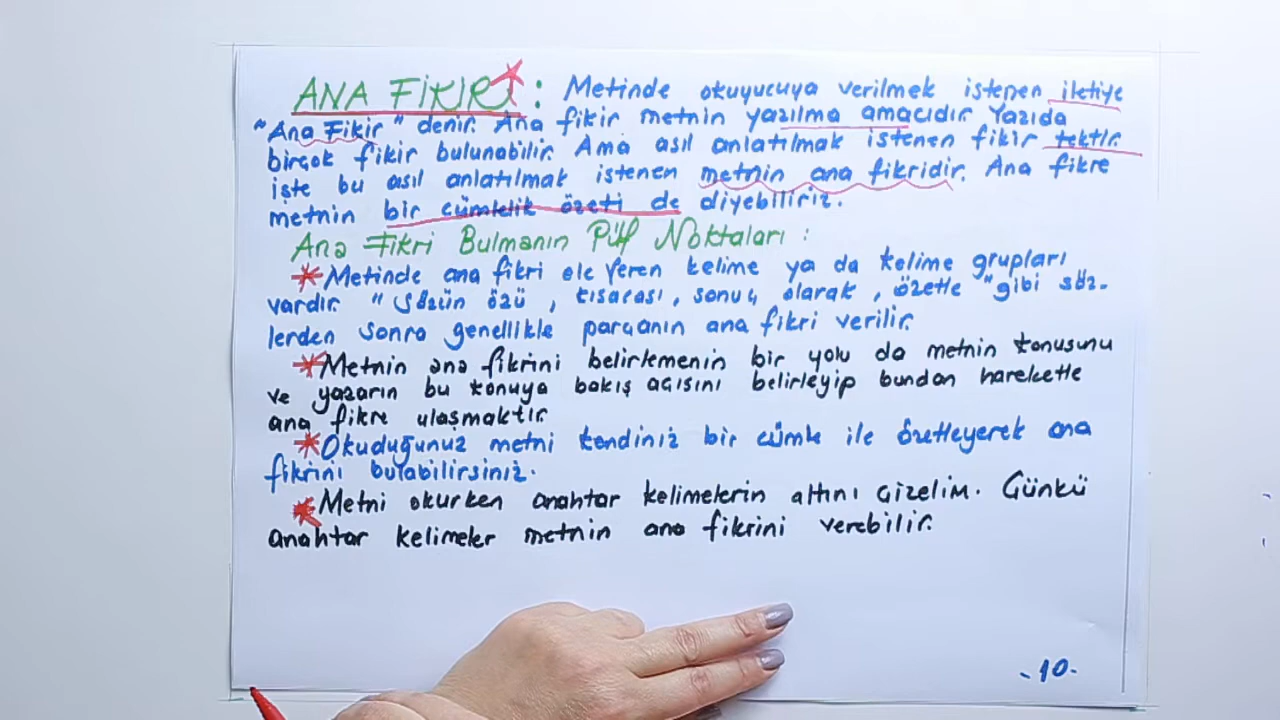 ANA FİKİR : Metinde okuyucuya verilmek istenen iletiye
"Ana Fikir" denir. Ana fikir metnin yazılma amacıdır. Yazıda
birçok fikir bulunabilir. Ama asıl anlatılmak istenen fikir tektir.
işte bu asıl anlatılmak istenen metnin ana fikridir. Ana fikre
metnin bir cümlelik özeti de diyebiliriz.
Ana Fikri Bulmanın Püf Noktaları :
* Metinde ana fikri ele veren kelime ya da kelime grupları
vardır. "Sözün özü, kısacası, sonuç olarak, özetle" gibi söz-
lerden sonra genellikle parçanın ana fikri verilir.
* Metnin ana fikrini belirlemenin bir yolu da metnin konusunu
ve yazarın bu konuya bakış açısını belirleyip bundan hareketle
ana fikre ulaşmaktır.
* Okuduğunuz metni kendiniz bir cümle ile özetleyerek ana
fikrini bulabilirsiniz.
* Metni okurken anahtar kelimelerin altını çizelim. Çünkü
anahtar kelimeler metnin ana fikrini verebilir.
-10-